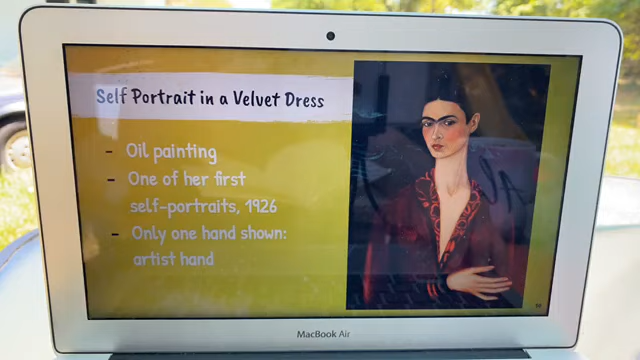 Self Portrait in a Velvet Dress
- Oil painting
- One of her first
self-portraits, 1926
- Only one hand shown:
artist hand
MacBook Air